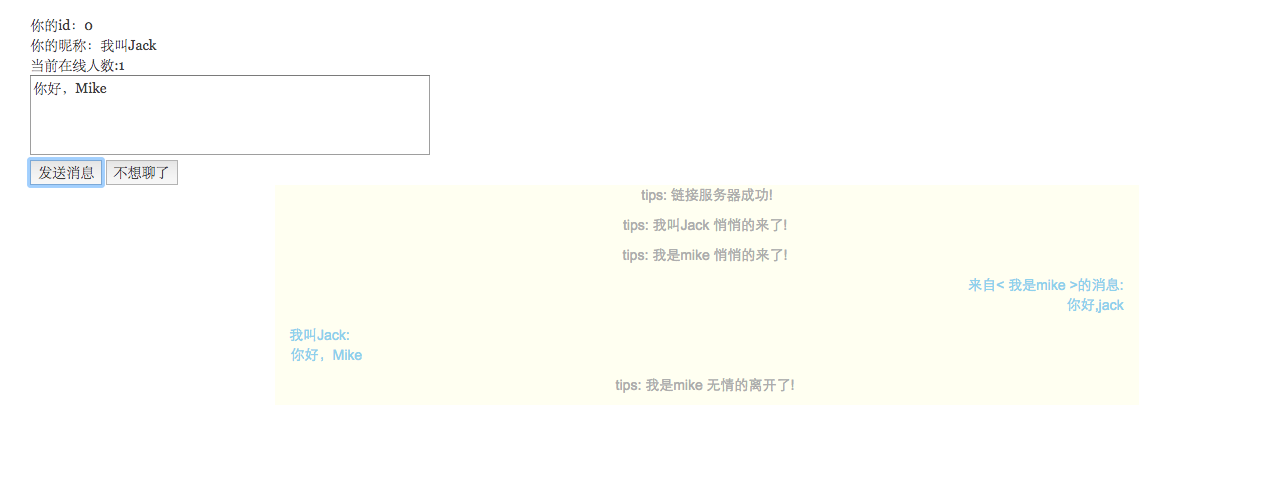 你的id：0
你的昵称：我叫Jack
当前在线人数:1
你好，Mike
发送消息 不想聊了
tips: 链接服务器成功!
tips: 我叫Jack 悄悄的来了!
tips: 我是mike 悄悄的来了!
来自< 我是mike >的消息:
你好,jack
我叫Jack:
你好，Mike
tips: 我是mike 无情的离开了!